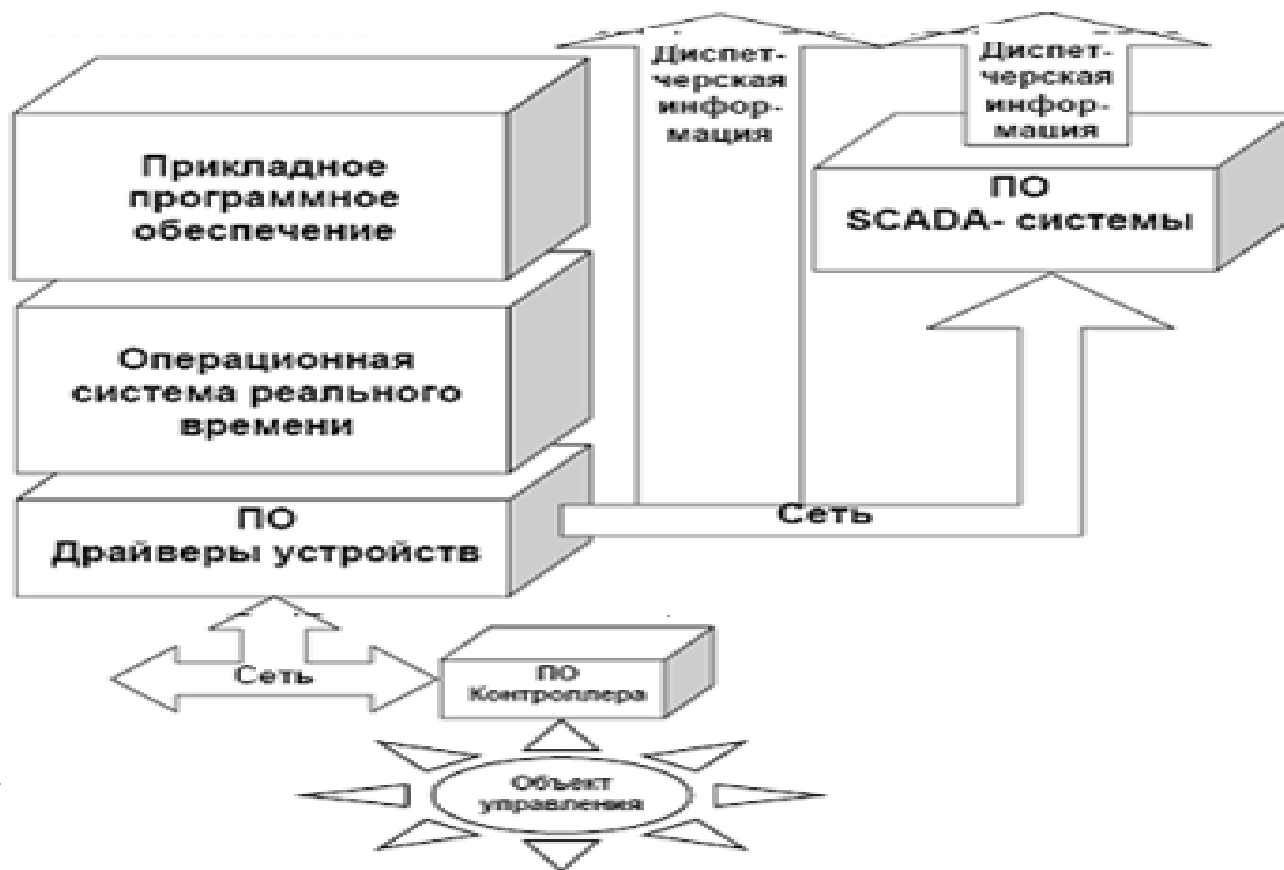 Диспет-
черская
инфор-
мация
Диспет-
черская
инфор-
мация
Прикладное
программное
обеспечение
ПО
SCADA- системы
Операционная
система реального
времени
ПО
Драйверы устройств
Сеть
Сеть
ПО
Контроллера
Объект
управления